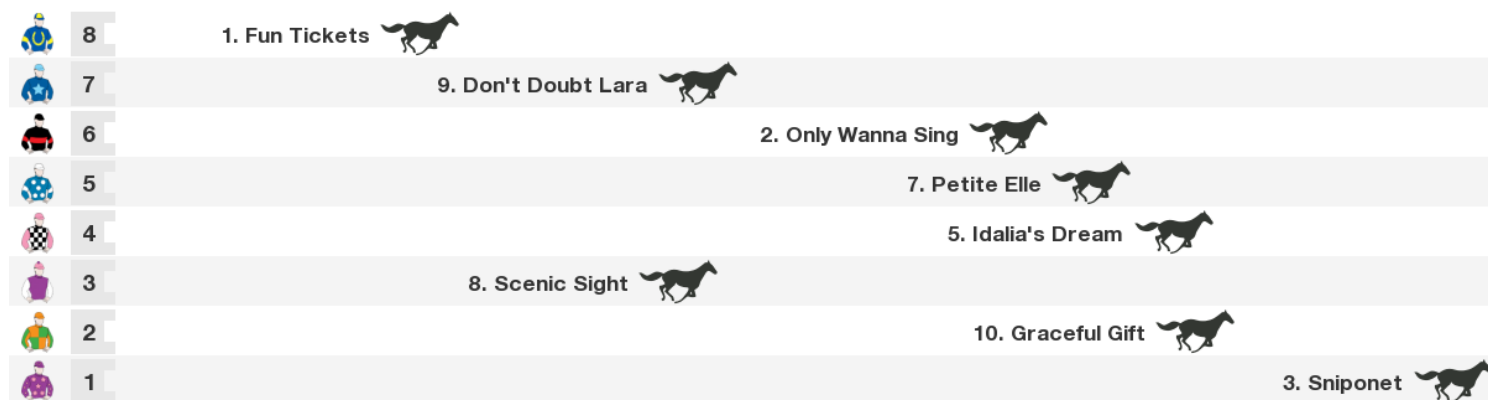 8 1. Fun Tickets
7 9. Don't Doubt Lara
6 2. Only Wanna Sing
5 7. Petite Elle
4 5. Idalia's Dream
3 8. Scenic Sight
2 10. Graceful Gift
1 3. Sniponet